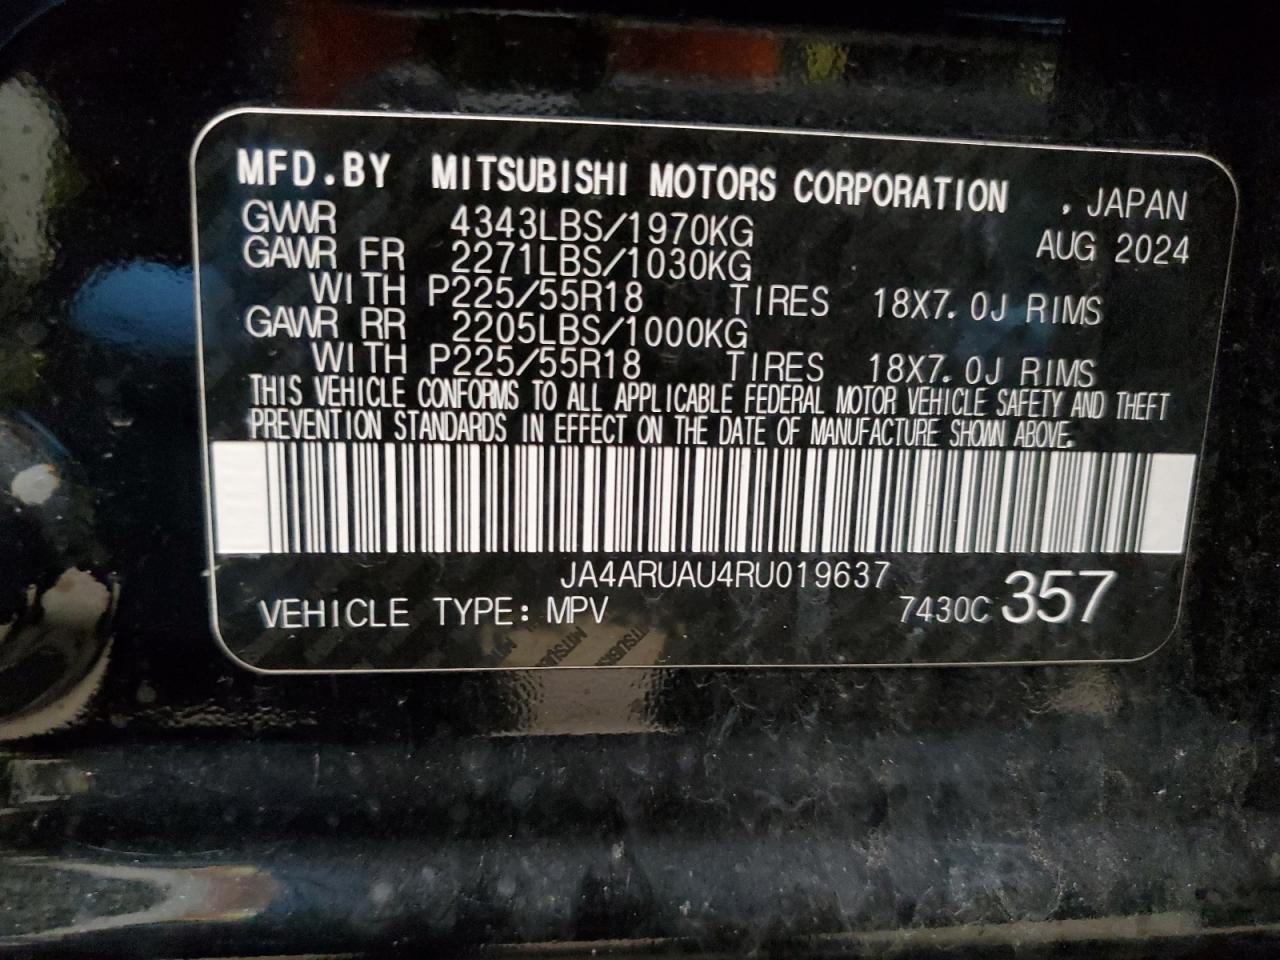 MFD.BY MITSUBISHI MOTORS CORPORATION , JAPAN
GVWR 4343LBS/1970KG AUG 2024
GAWR FR 2271LBS/1030KG
WITH P225/55R18 TIRES 18X7.0J RIMS
GAWR RR 2205LBS/1000KG
WITH P225/55R18 TIRES 18X7.0J RIMS
THIS VEHICLE CONFORMS TO ALL APPLICABLE FEDERAL MOTOR VEHICLE SAFETY AND THEFT
PREVENTION STANDARDS IN EFFECT ON THE DATE OF MANUFACTURE SHOWN ABOVE.
JA4ARUAU4RU019637
VEHICLE TYPE: MPV 7430C 357